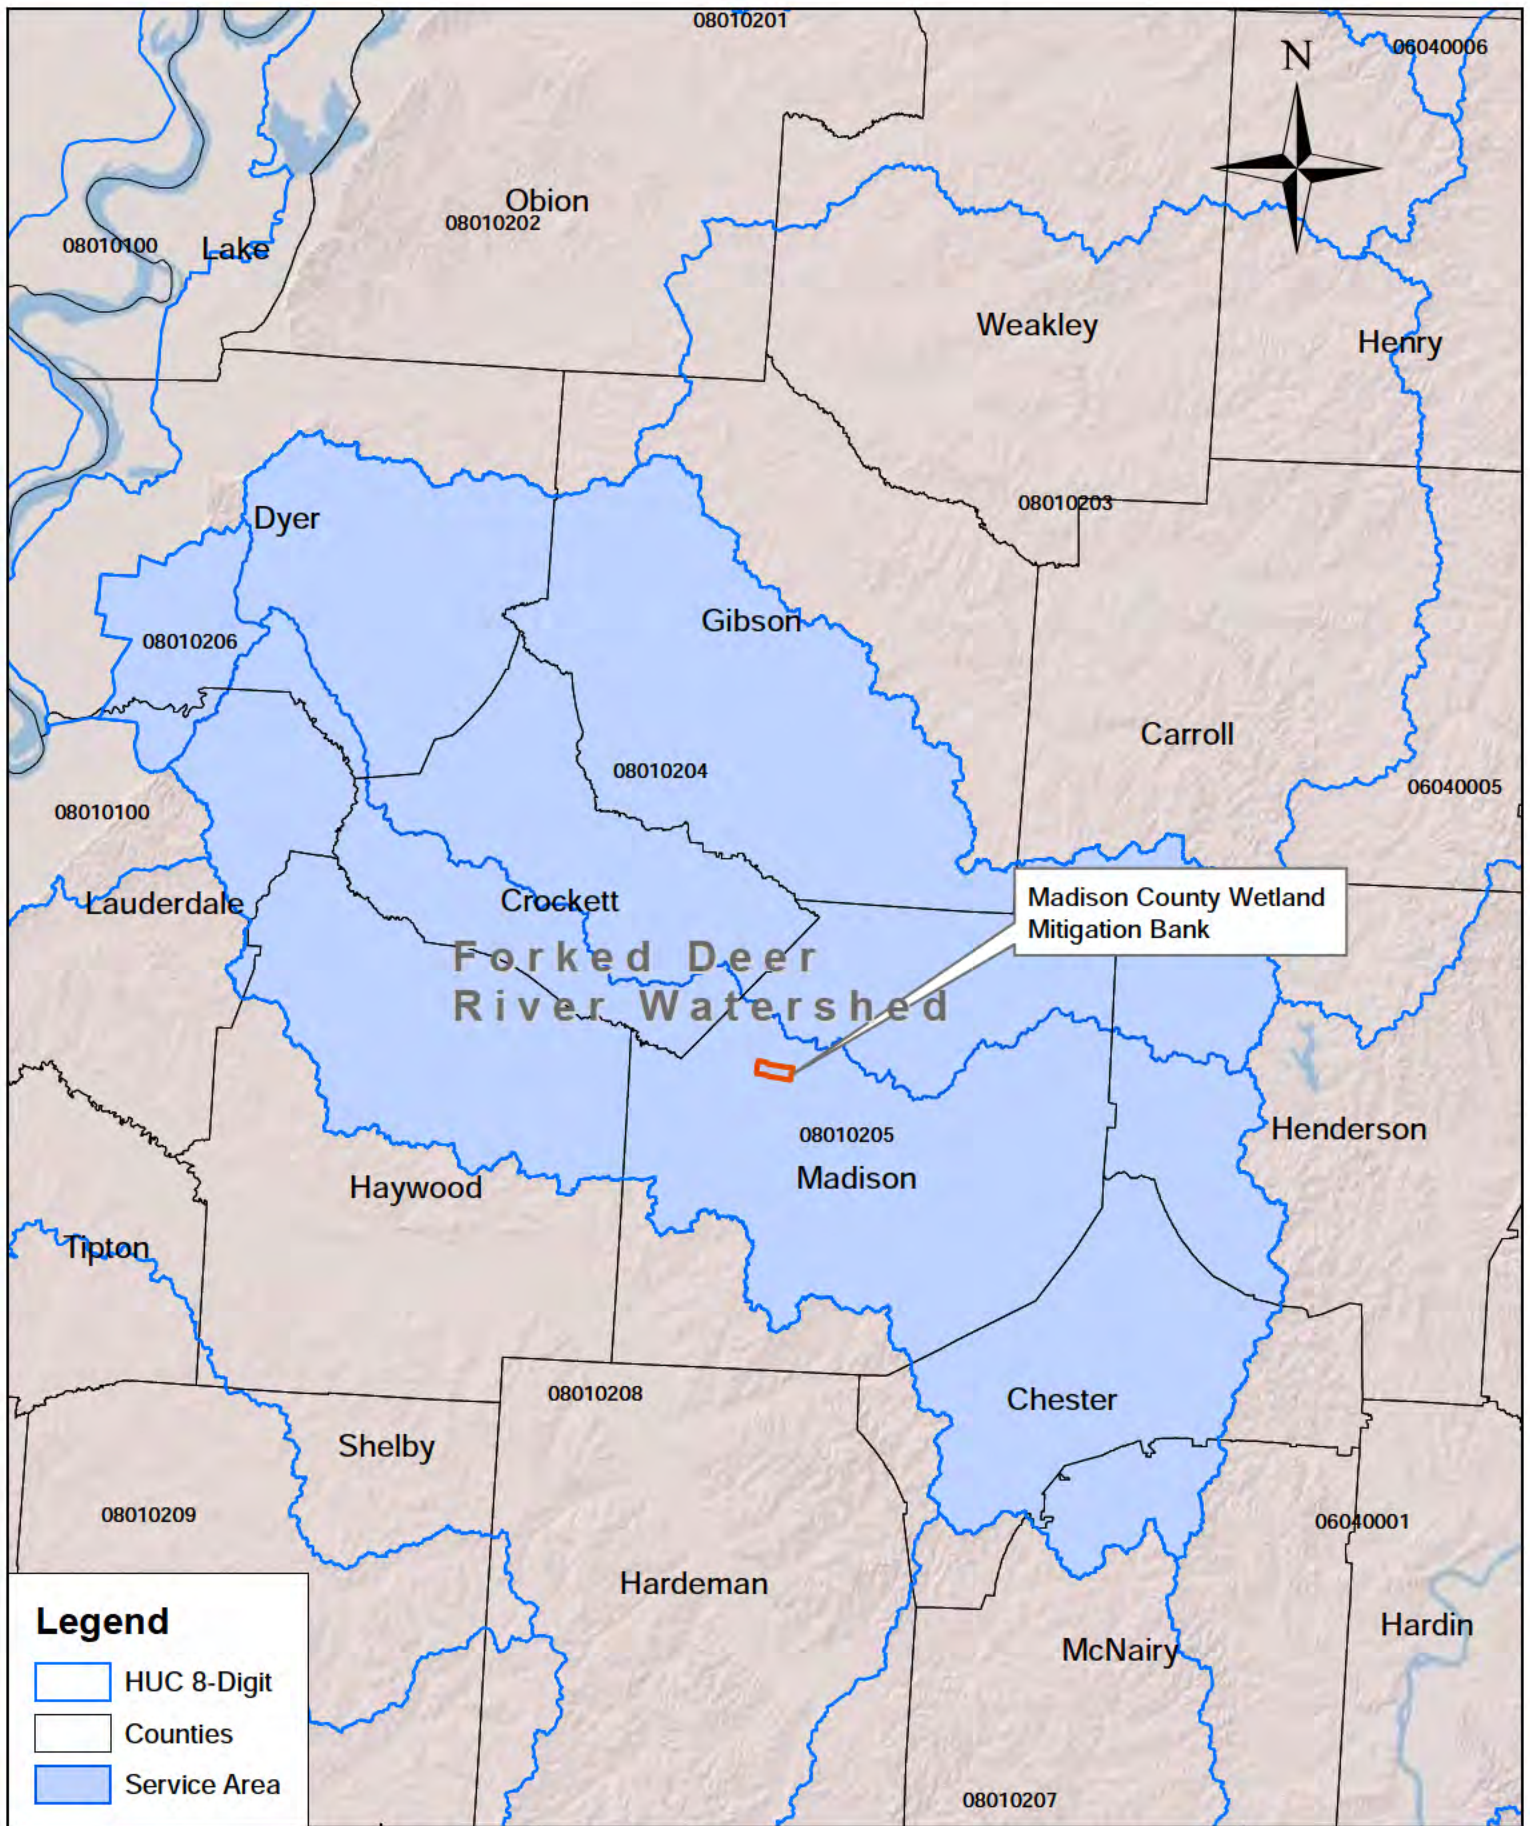 08010201
06040006
N
Obion
08010202
08010100
Lake
Weakley
Henry
08010203
Dyer
Gibson
08010206
Carroll
08010204
06040005
08010100
Madison County Wetland
Mitigation Bank
Lauderdale
Crockett
Forked Deer
River Watershed
Henderson
08010205
Madison
Haywood
Tipton
08010208
Chester
Shelby
08010209
06040001
Hardeman
Hardin
McNairy
08010207
Legend
HUC 8-Digit
Counties
Service Area